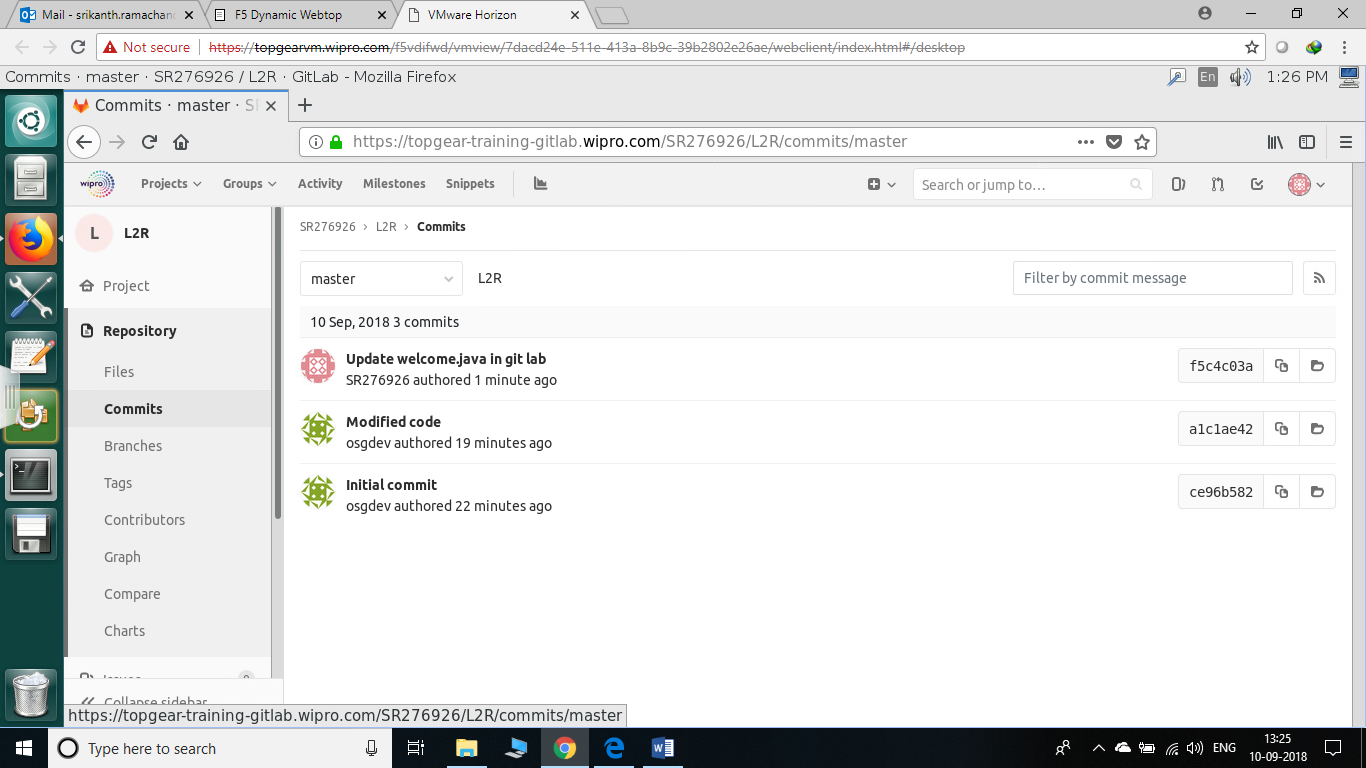 Mail - srikanth.ramachand
F5 Dynamic Webtop
VMware Horizon
Not secure
https://topgearvm.wipro.com/f5vdifwd/vmview/7dacd24e-511e-413a-8b9c-39b2802e26ae/webclient/index.html#/desktop
Commits · master · SR276926 / L2R · GitLab - Mozilla Firefox
En
1:26 PM
Commits · master · SR
https://topgear-training-gitlab.wipro.com/SR276926/L2R/commits/master
wipro
Projects
Groups
Activity
Milestones
Snippets
Search or jump to...
L
L2R
Project
Repository
Files
Commits
Branches
Tags
Contributors
Graph
Compare
Charts
Issues
0
Collapse sidebar
SR276926 > L2R > Commits
master
L2R
Filter by commit message
10 Sep, 2018 3 commits
Update welcome.java in git lab
SR276926 authored 1 minute ago
f5c4c03a
Modified code
osgdev authored 19 minutes ago
a1c1ae42
Initial commit
osgdev authored 22 minutes ago
ce96b582
https://topgear-training-gitlab.wipro.com/SR276926/L2R/commits/master
Type here to search
ENG
13:25
10-09-2018